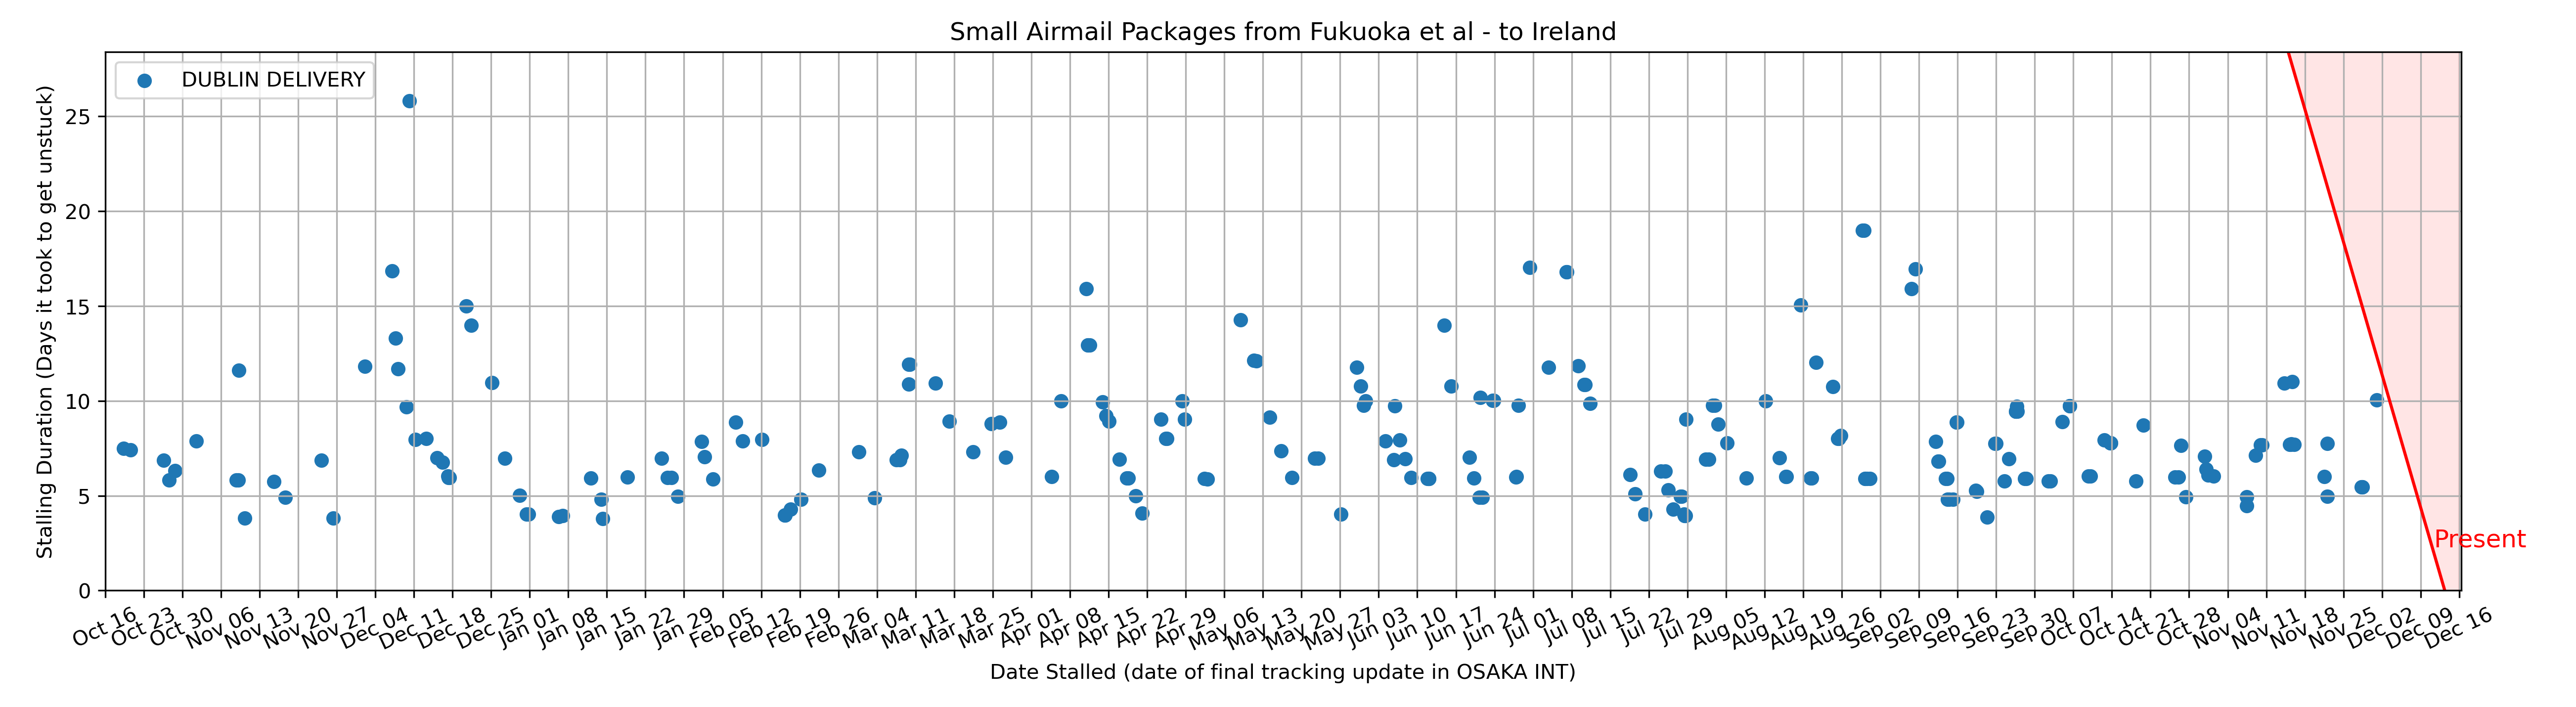 Small Airmail Packages from Fukuoka et al - to Ireland
DUBLIN DELIVERY
Stalling Duration (Days it took to get unstuck)
25
20
15
10
5
0
Present
Oct 16
Oct 23
Oct 30
Nov 06
Nov 13
Nov 20
Nov 27
Dec 04
Dec 11
Dec 18
Dec 25
Jan 01
Jan 08
Jan 15
Jan 22
Jan 29
Feb 05
Feb 12
Feb 19
Feb 26
Mar 04
Mar 11
Mar 18
Mar 25
Apr 01
Apr 08
Apr 15
Apr 22
Apr 29
May 06
May 13
May 20
May 27
Jun 03
Jun 10
Jun 17
Jun 24
Jul 01
Jul 08
Jul 15
Jul 22
Jul 29
Aug 05
Aug 12
Aug 19
Aug 26
Sep 02
Sep 09
Sep 16
Sep 23
Sep 30
Oct 07
Oct 14
Oct 21
Oct 28
Nov 04
Nov 11
Nov 18
Nov 25
Dec 02
Dec 09
Dec 16
Date Stalled (date of final tracking update in OSAKA INT)